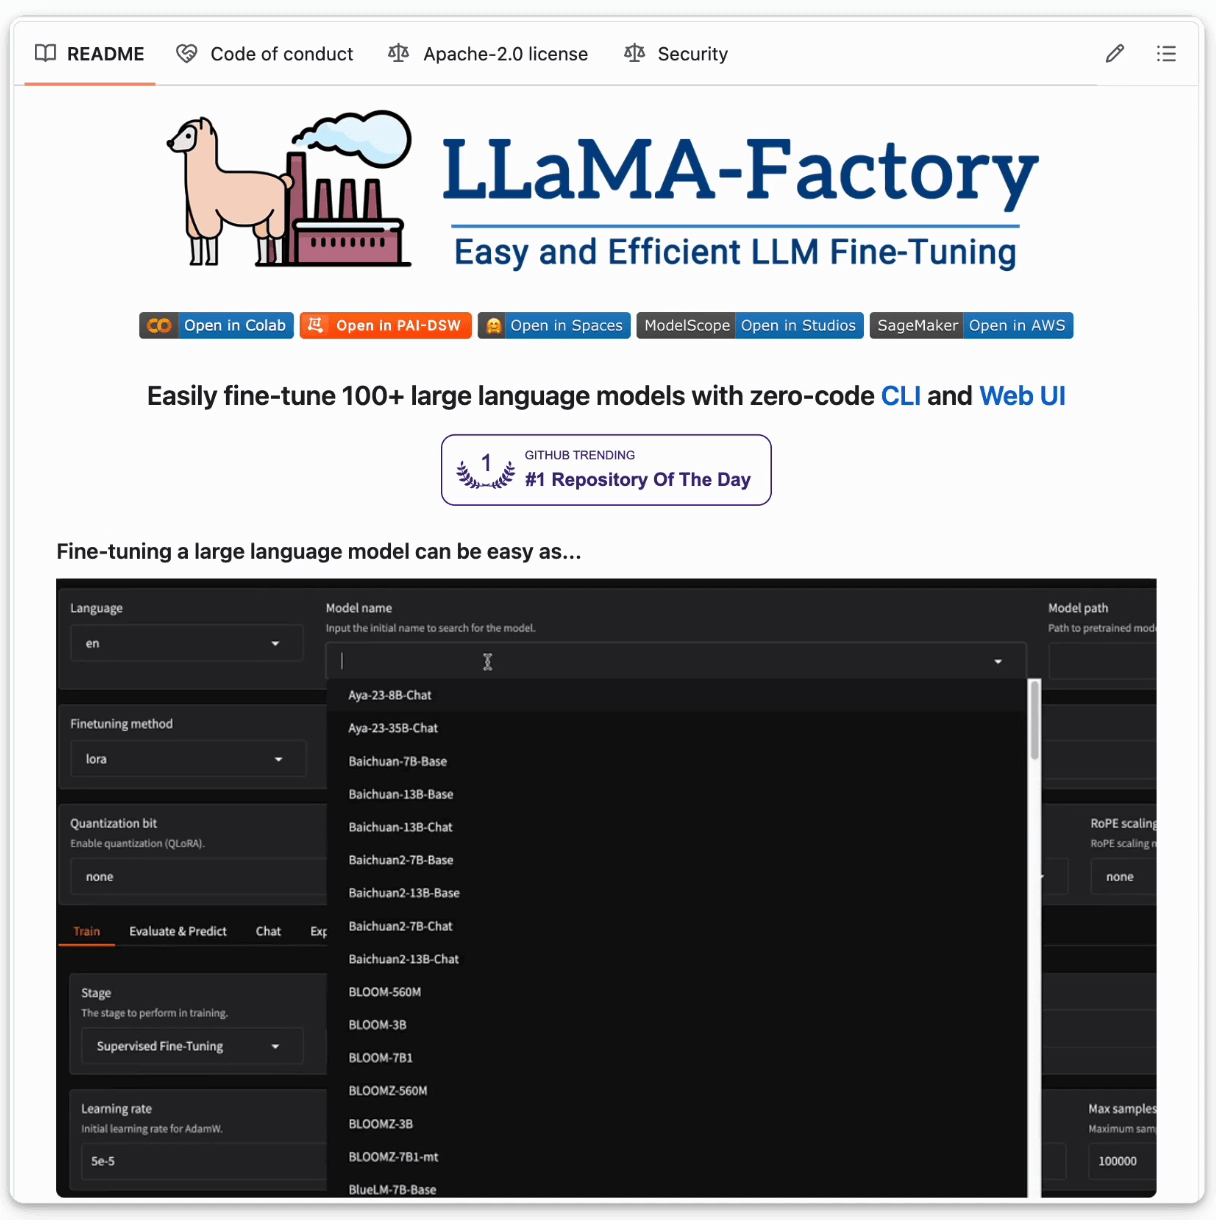 README Code of conduct Apache-2.0 license Security
LLaMA-Factory
Easy and Efficient LLM Fine-Tuning
CO Open in Colab Open in PAI-DSW Open in Spaces ModelScope Open in Studios SageMaker Open in AWS
Easily fine-tune 100+ large language models with zero-code CLI and Web UI
1
GITHUB TRENDING
#1 Repository Of The Day
Fine-tuning a large language model can be easy as...
Language
en
Model name
Input the initial name to search for the model.
Model path
Path to pretrained
Aya-23-8B-Chat
Aya-23-35B-Chat
Baichuan-7B-Base
Baichuan-13B-Base
Baichuan-13B-Chat
Baichuan2-7B-Base
Baichuan2-13B-Base
Baichuan2-7B-Chat
Baichuan2-13B-Chat
BLOOM-560M
BLOOM-3B
BLOOM-7B1
BLOOMZ-560M
BLOOMZ-3B
BLOOMZ-7B1-mt
BlueLM-7B-Base
Finetuning method
lora
Quantization bit
Enable quantization (QLoRA).
none
RoPE scaling
RoPE scaling
none
Train Evaluate & Predict Chat
Stage
The stage to perform in training.
Supervised Fine-Tuning
Learning rate
Initial learning rate for AdamW.
5e-5
Max samples
Maximum
100000